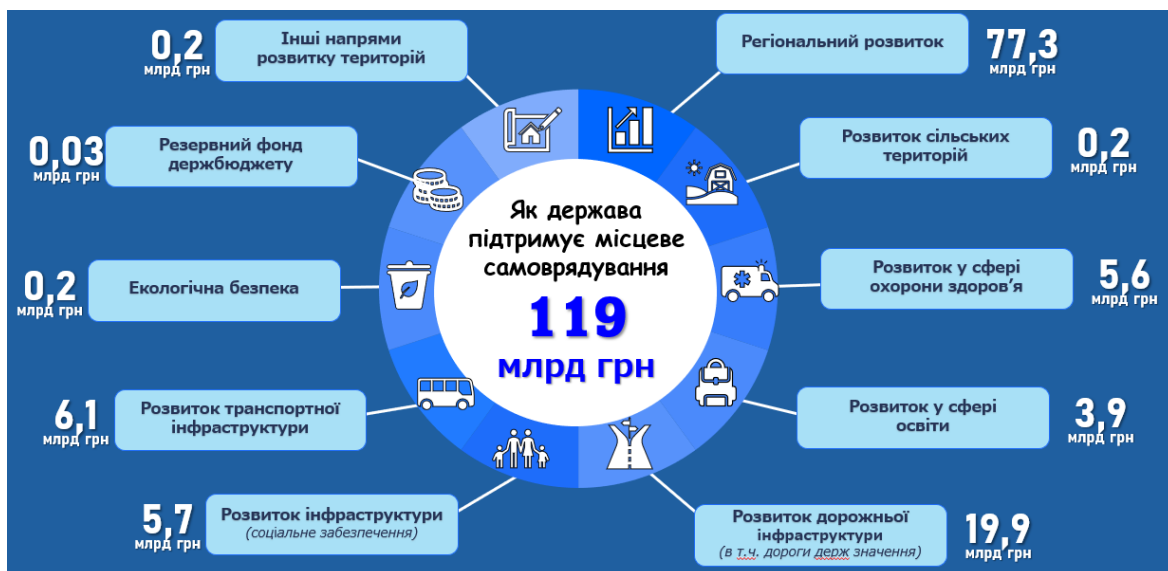 0,2
млрд грн
Інші напрями
розвитку територій
Регіональний розвиток
77,3
млрд грн
0,03
млрд грн
Резервний фонд
держбюджету
Розвиток сільських
територій
0,2
млрд грн
Як держава
підтримує місцеве
самоврядування
119
млрд грн
0,2
млрд грн
Екологічна безпека
Розвиток у сфері
охорони здоров’я
5,6
млрд грн
6,1
млрд грн
Розвиток транспортної
інфраструктури
Розвиток у сфері
освіти
3,9
млрд грн
5,7
млрд грн
Розвиток інфраструктури
(соціальне забезпечення)
Розвиток дорожньої
інфраструктури
(в т.ч. дороги держ значення)
19,9
млрд грн